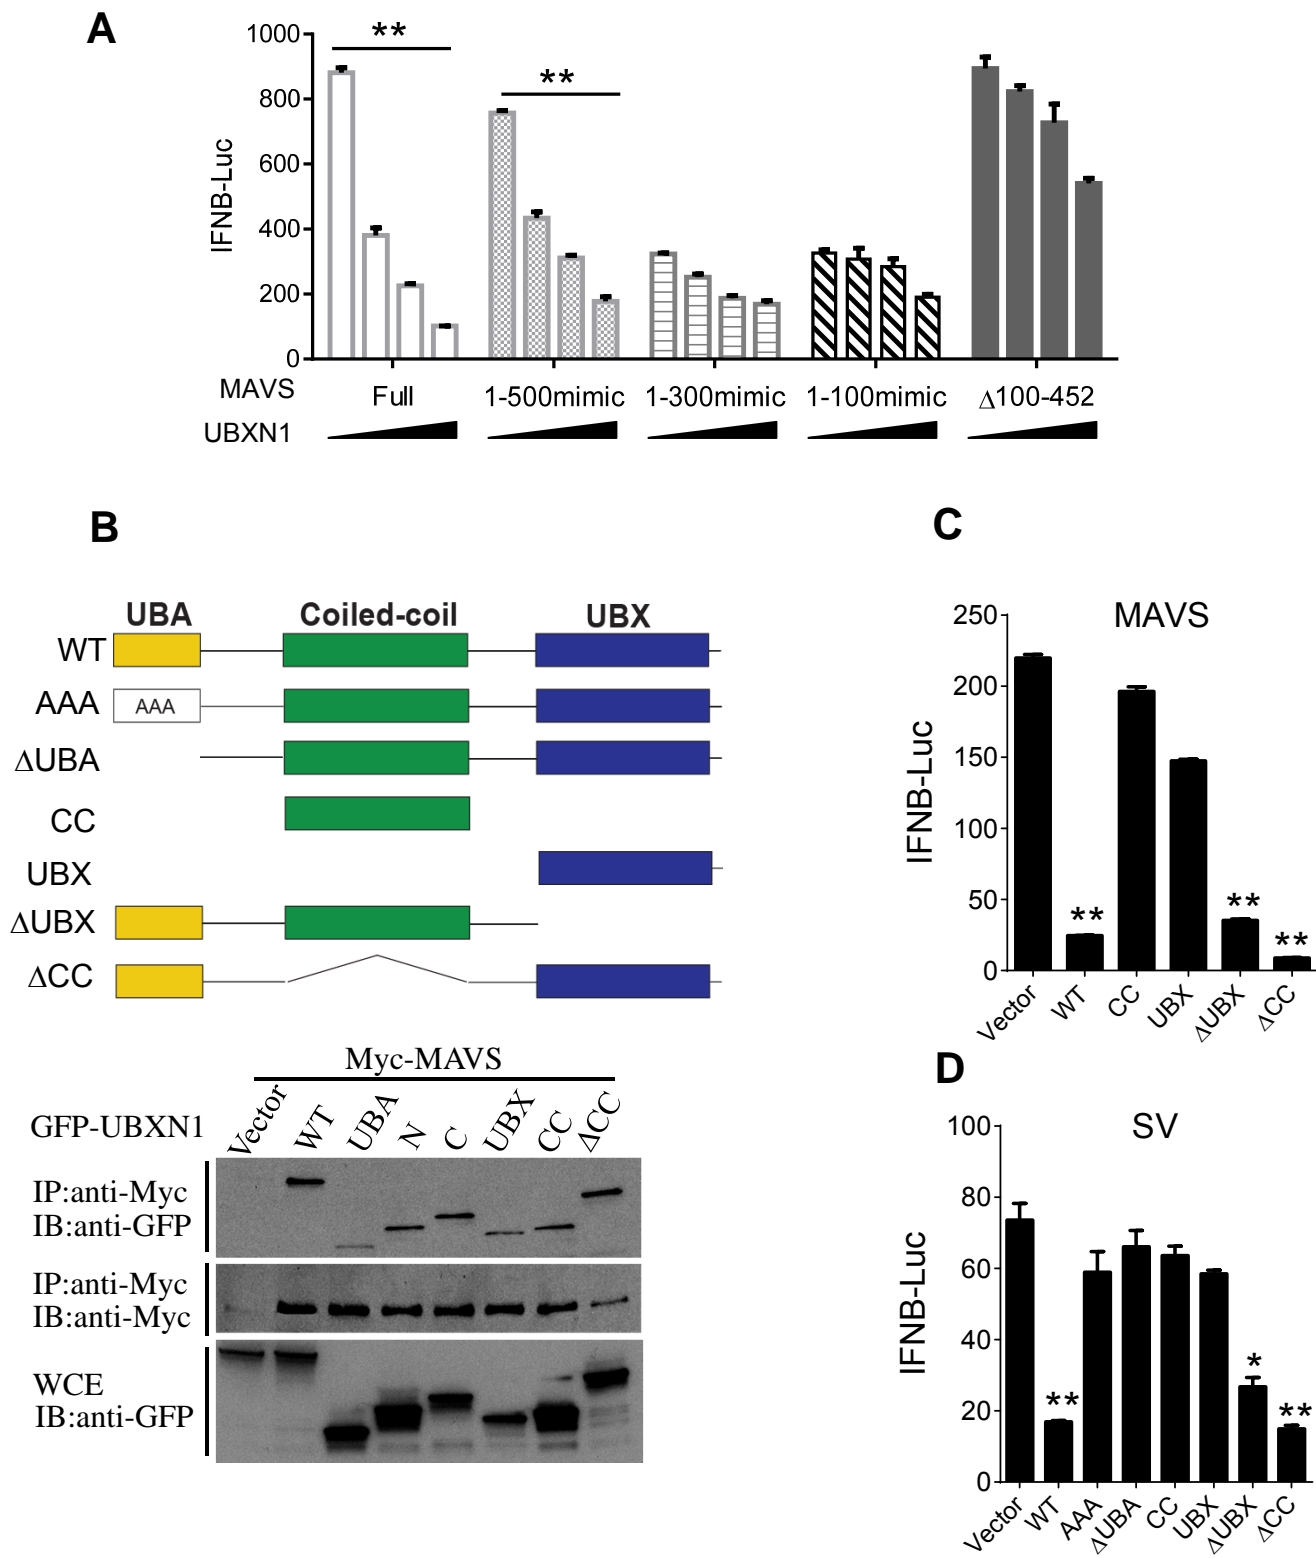 A
**
**
1000
800
600
400
200
0
IFNB-Luc
MAVS
Full
1-500mimic
1-300mimic
1-100mimic
Δ100-452
UBXN1
B
UBA
Coiled-coil
UBX
WT
AAA
AAA
ΔUBA
CC
UBX
ΔUBX
ΔCC
Myc-MAVS
GFP-UBXN1
Vector
WT
UBA
N
C
UBX
CC
ΔCC
IP:anti-Myc
IB:anti-GFP
IP:anti-Myc
IB:anti-Myc
WCE
IB:anti-GFP
C
MAVS
250
200
150
100
50
0
IFNB-Luc
**
**
**
Vector
WT
CC
UBX
ΔUBX
ΔCC
D
SV
100
80
60
40
20
0
IFNB-Luc
**
*
**
Vector
WT
AAA
ΔUBA
CC
UBX
ΔUBX
ΔCC